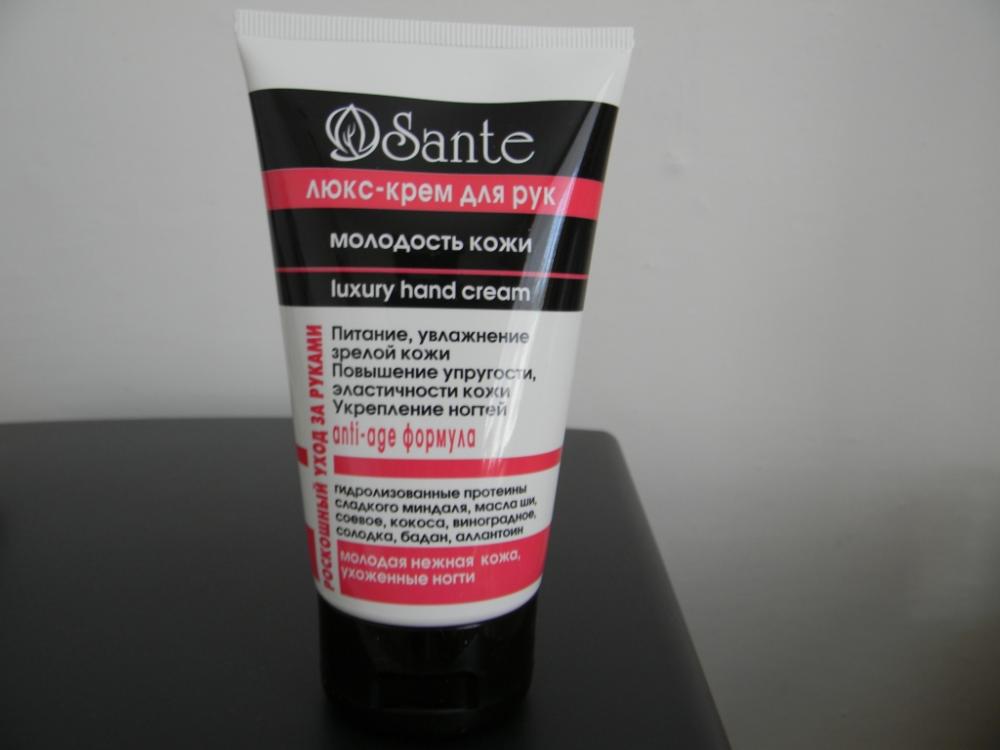 Sante
люкс-крем для рук
молодость кожи
luxury hand cream
РОСКОШНЫЙ УХОД ЗА РУКАМИ
Питание, увлажнение
зрелой кожи
Повышение упругости,
эластичности кожи
Укрепление ногтей
anti-age формула
гидролизованные протеины
сладкого миндаля, масла ши,
соевое, кокоса, виноградное,
солодка, бадан, аллантоин
молодая нежная кожа,
ухоженные ногти